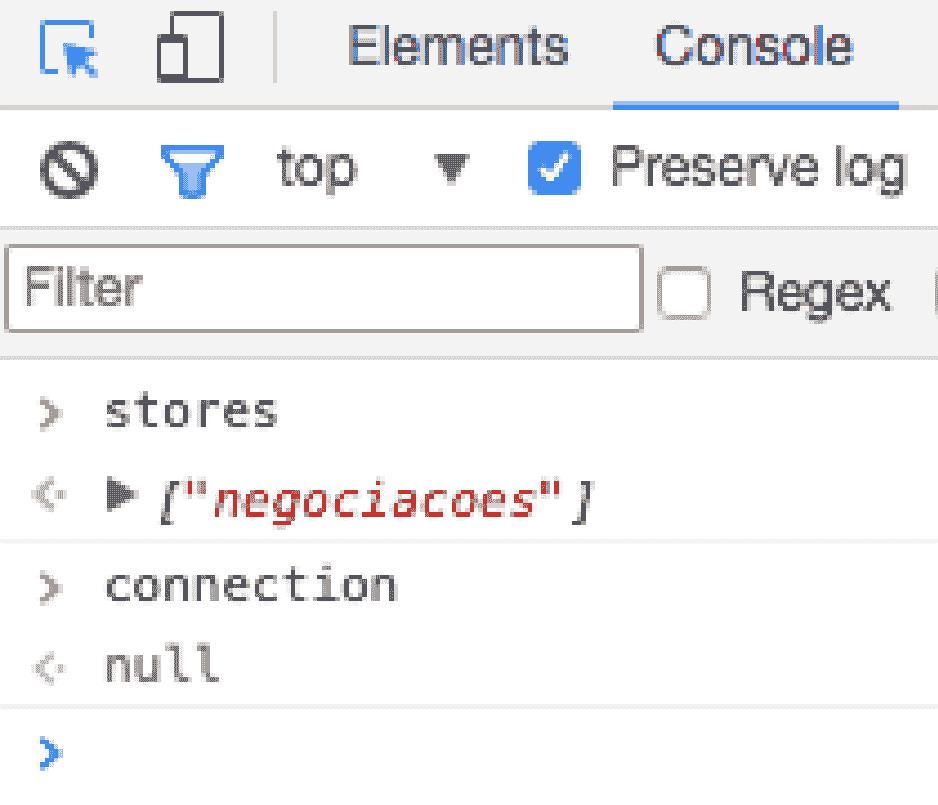 Elements Console
top Preserve log
Filter Regex
stores
["negociacoes"]
connection
null